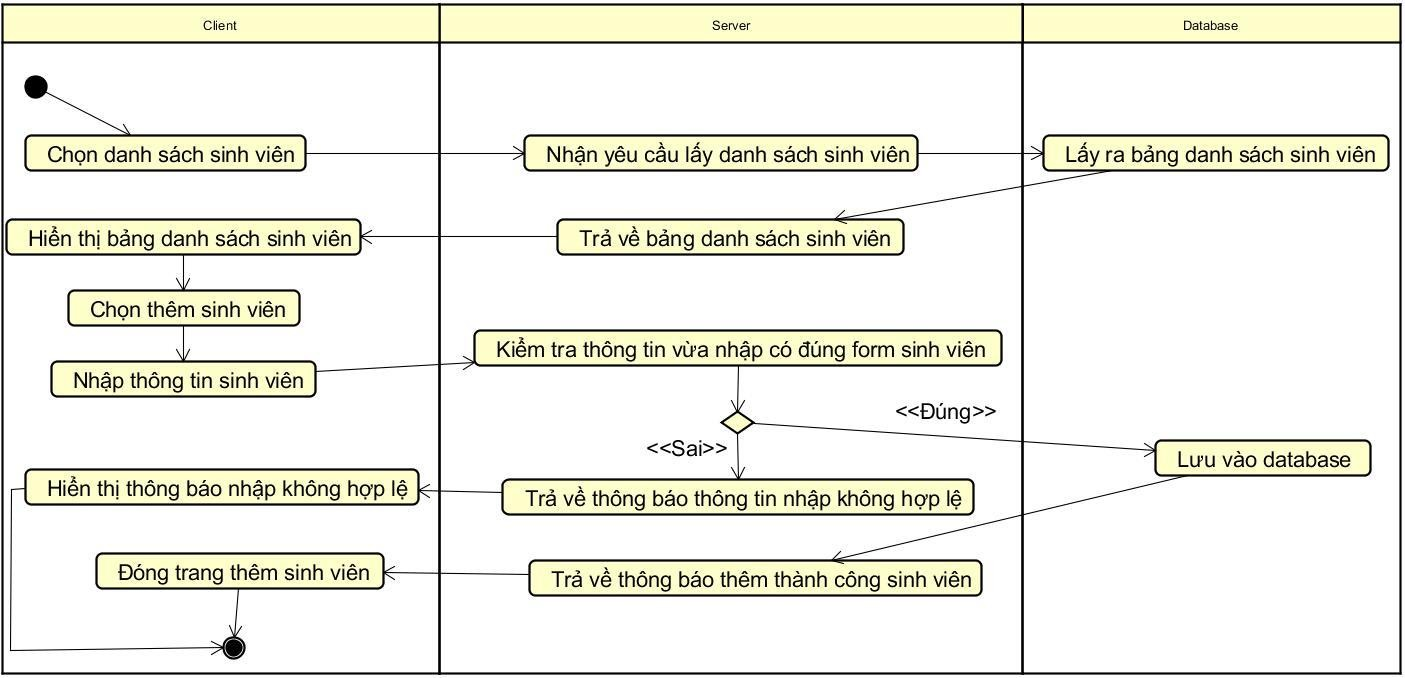 Client
Server
Database
Chọn danh sách sinh viên
Nhận yêu cầu lấy danh sách sinh viên
Lấy ra bảng danh sách sinh viên
Hiển thị bảng danh sách sinh viên
Trả về bảng danh sách sinh viên
Chọn thêm sinh viên
Kiểm tra thông tin vừa nhập có đúng form sinh viên
Nhập thông tin sinh viên
<<Đúng>>
<<Sai>>
Lưu vào database
Hiển thị thông báo nhập không hợp lệ
Trả về thông báo thông tin nhập không hợp lệ
Đóng trang thêm sinh viên
Trả về thông báo thêm thành công sinh viên